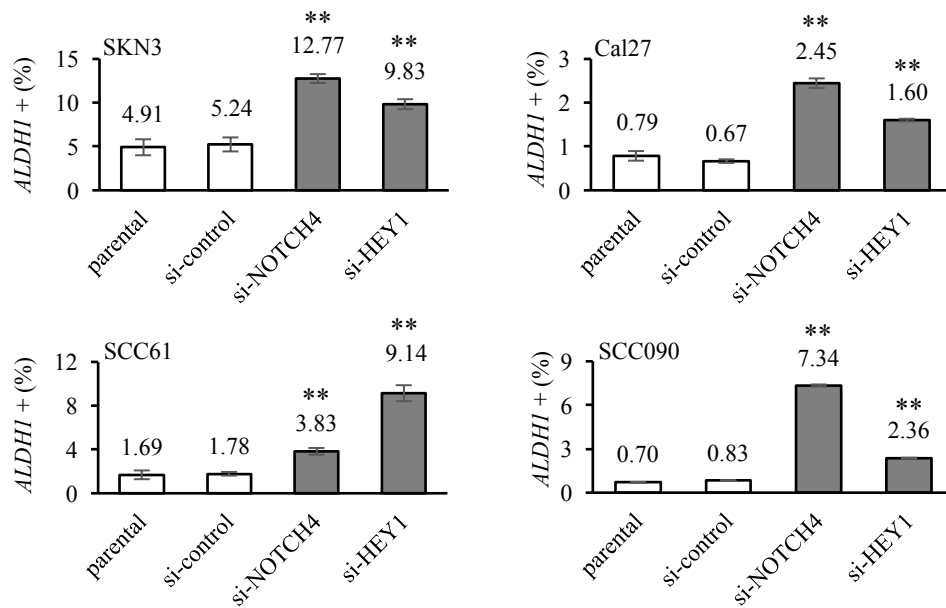 SKN3
ALDH1 + (%)
15
10
5
0
4.91
5.24
**
12.77
**
9.83
parental
si-control
si-NOTCH4
si-HEY1
Cal27
ALDH1 + (%)
3
2
1
0
0.79
0.67
**
2.45
**
1.60
parental
si-control
si-NOTCH4
si-HEY1
SCC61
ALDH1 + (%)
12
8
4
0
1.69
1.78
**
3.83
**
9.14
parental
si-control
si-NOTCH4
si-HEY1
SCC090
ALDH1 + (%)
9
6
3
0
0.70
0.83
**
7.34
**
2.36
parental
si-control
si-NOTCH4
si-HEY1